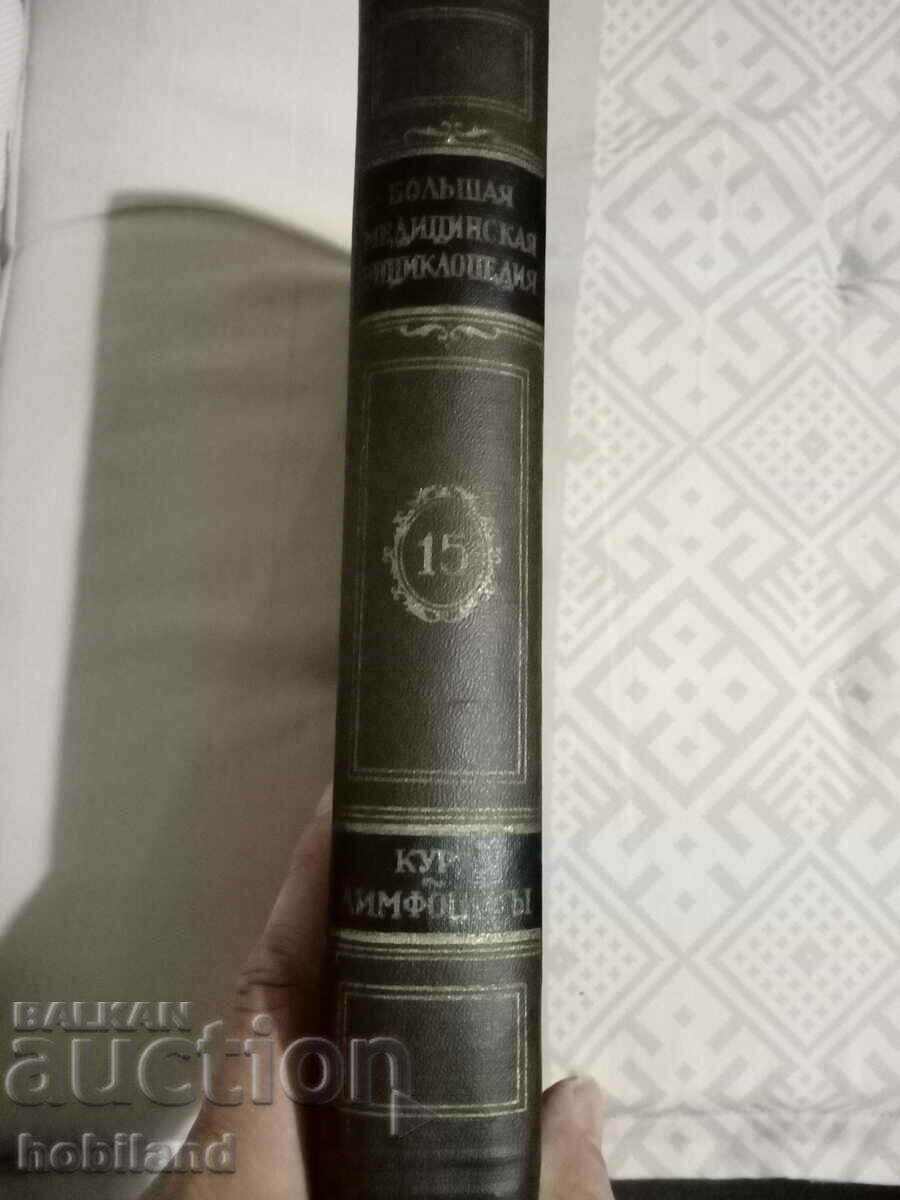 БОЛЬШАЯ
МЕДИЦИНСКАЯ
ЭНЦИКЛОПЕДИЯ
15
ЛИМФОЦИТЫ
BALKAN
auction
hobiland